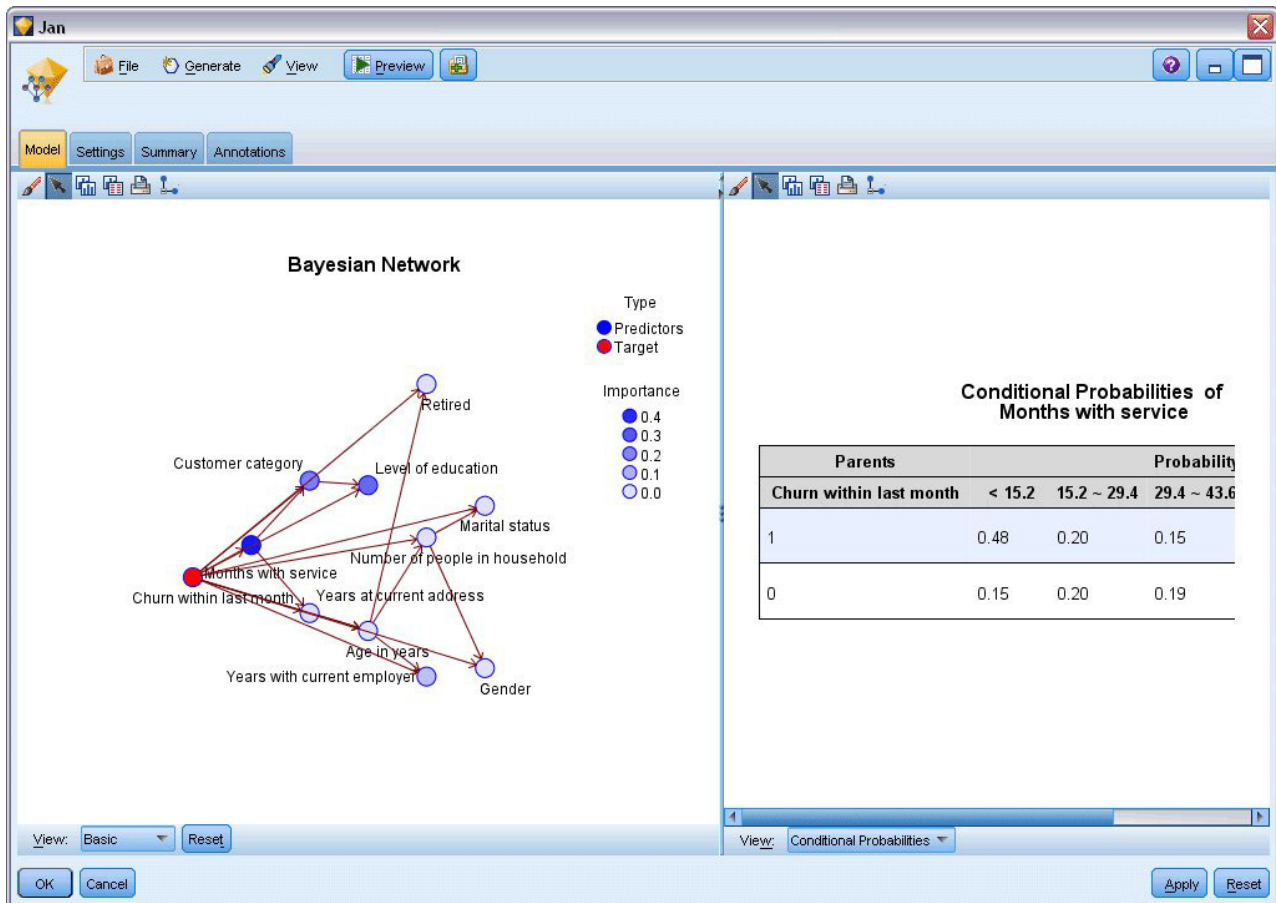 Jan
File Generate View Preview
Model Settings Summary Annotations
Bayesian Network
Type
Predictors
Target
Importance
0.4
0.3
0.2
0.1
0.0
Retired
Customer category
Level of education
Marital status
Number of people in household
Months with service
Churn within last month
Years at current address
Age in years
Years with current employer
Gender
View: Basic Reset
Conditional Probabilities of
Months with service
Parents Probability
Churn within last month < 15.2 15.2 ~ 29.4 29.4 ~ 43.6
1 0.48 0.20 0.15
0 0.15 0.20 0.19
View: Conditional Probabilities
OK Cancel Apply Reset